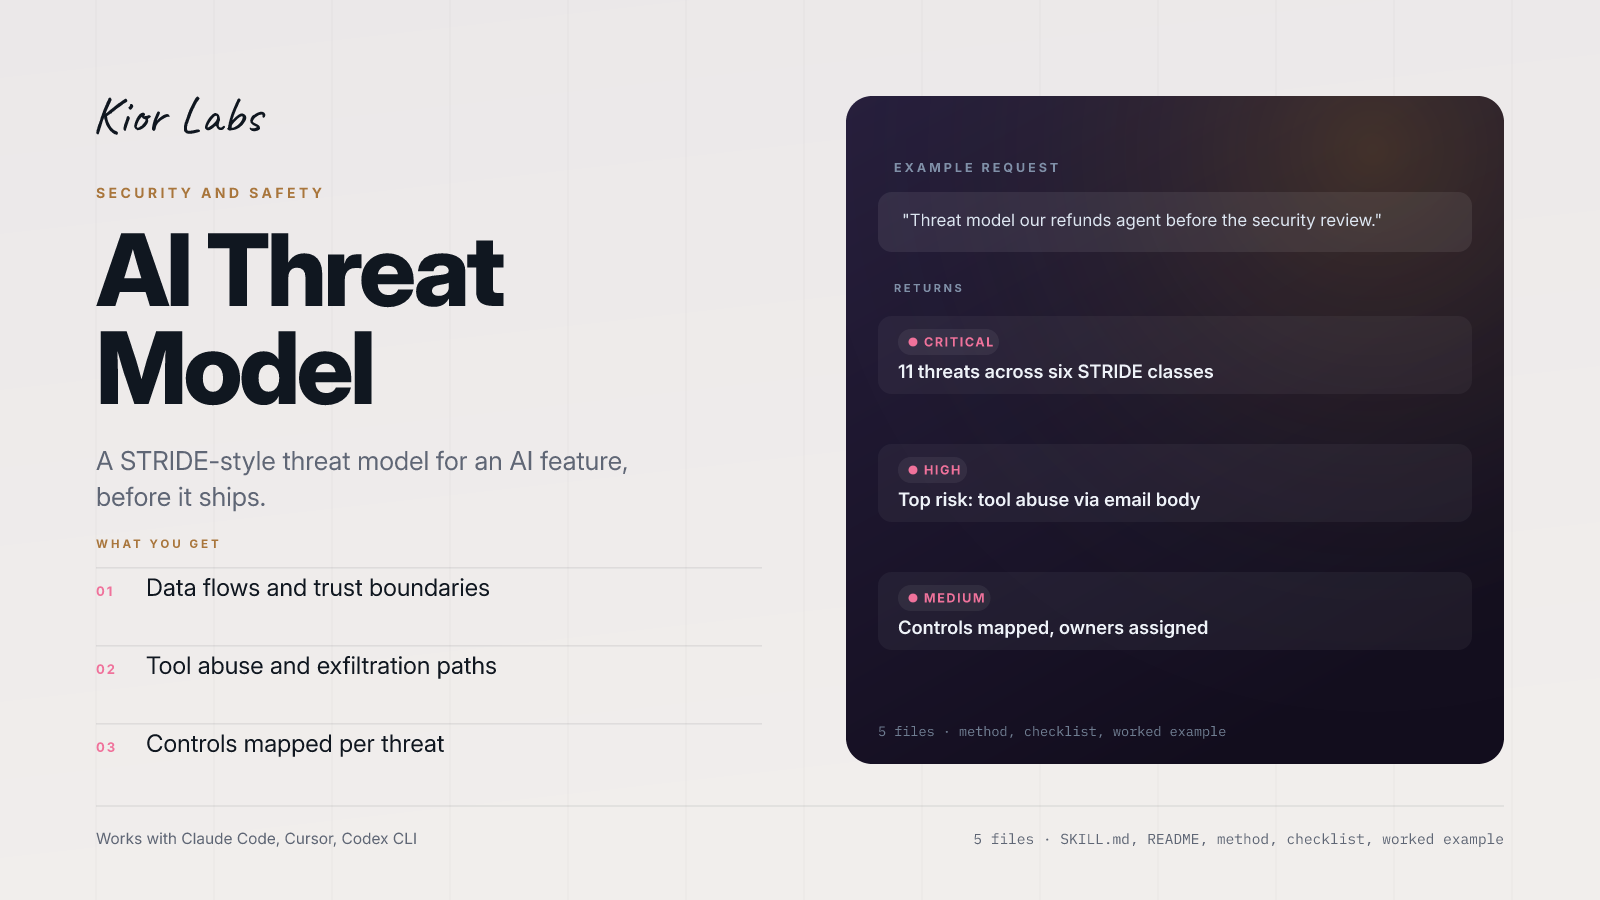 Kior Labs
SECURITY AND SAFETY
AI Threat
Model
A STRIDE-style threat model for an AI feature,
before it ships.
WHAT YOU GET
01 Data flows and trust boundaries
02 Tool abuse and exfiltration paths
03 Controls mapped per threat
EXAMPLE REQUEST
"Threat model our refunds agent before the security review."
RETURNS
CRITICAL
11 threats across six STRIDE classes
HIGH
Top risk: tool abuse via email body
MEDIUM
Controls mapped, owners assigned
5 files · method, checklist, worked example
Works with Claude Code, Cursor, Codex CLI
5 files · SKILL.md, README, method, checklist, worked example